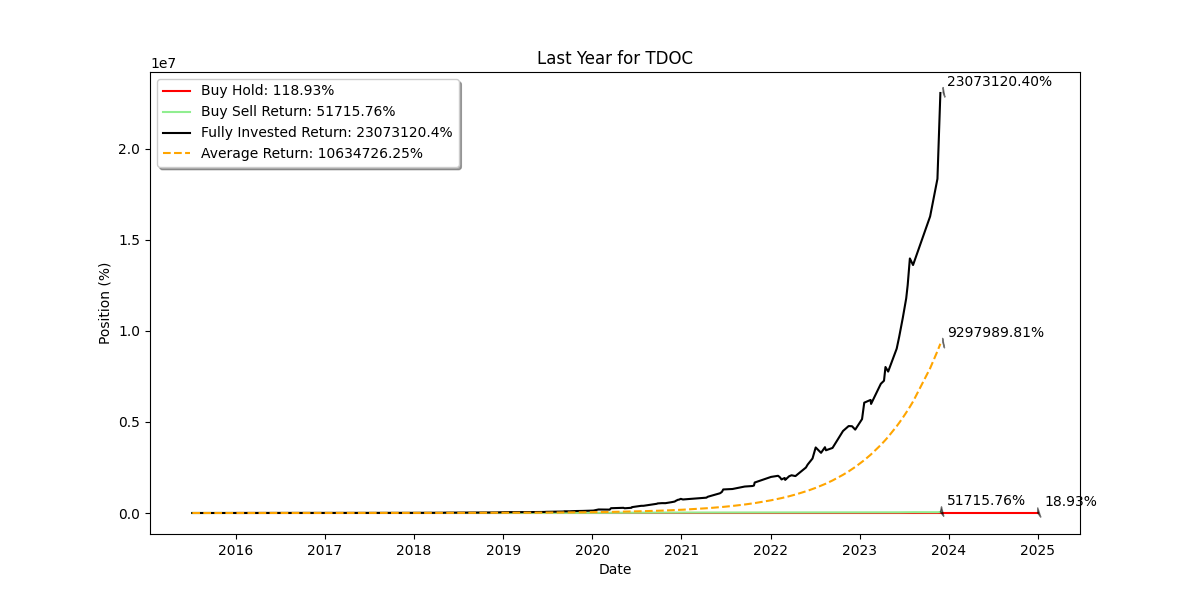 Last Year for TDOC
1e7
Buy Hold: 118.93%
Buy Sell Return: 51715.76%
Fully Invested Return: 23073120.4%
Average Return: 10634726.25%
23073120.40%
9297989.81%
51715.76%
18.93%
Position (%)
2.0
1.5
1.0
0.5
0.0
2016 2017 2018 2019 2020 2021 2022 2023 2024 2025
Date